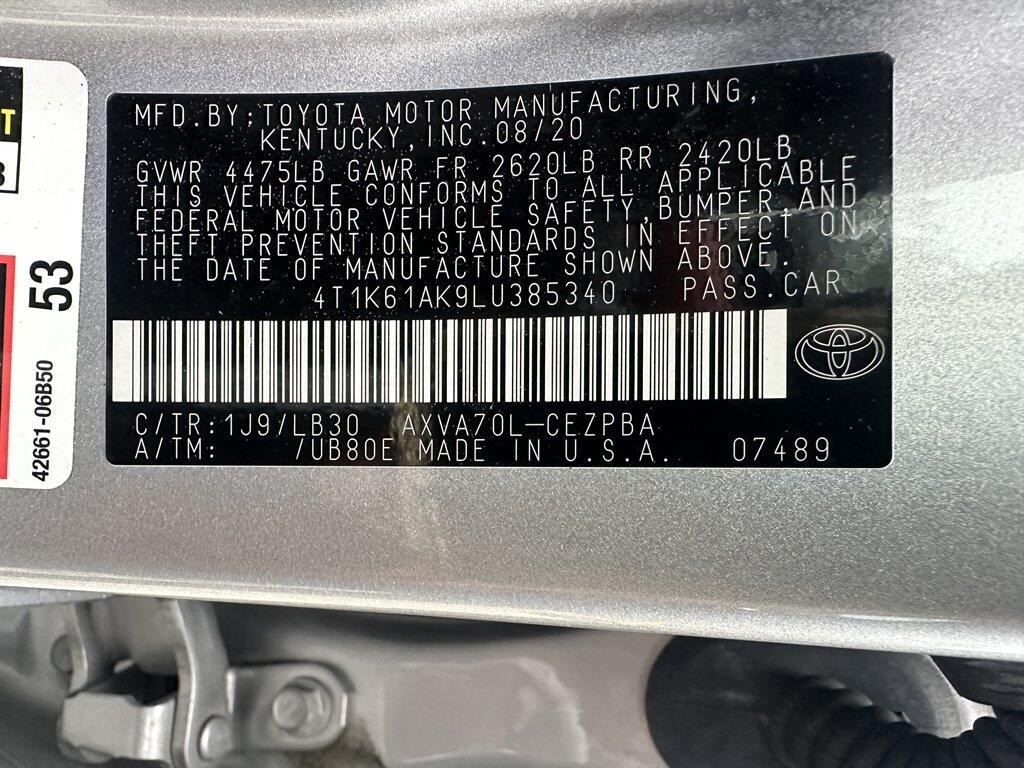 MFD.BY:TOYOTA MOTOR MANUFACTURING,
KENTUCKY,INC.08/20
GVWR 4475LB GAWR FR 2620LB RR 2420LB
THIS VEHICLE CONFORMS TO ALL APPLICABLE
FEDERAL MOTOR VEHICLE SAFETY,BUMPER,AND
THEFT PREVENTION STANDARDS IN EFFECT ON
THE DATE OF MANUFACTURE SHOWN ABOVE.
4T1K61AK9LU385340 PASS.CAR
C/TR:1J9/LB30 AXVA70L-CEZPBA
A/TM: /UB80E MADE IN U.S.A. 07489
53
42661-06B50